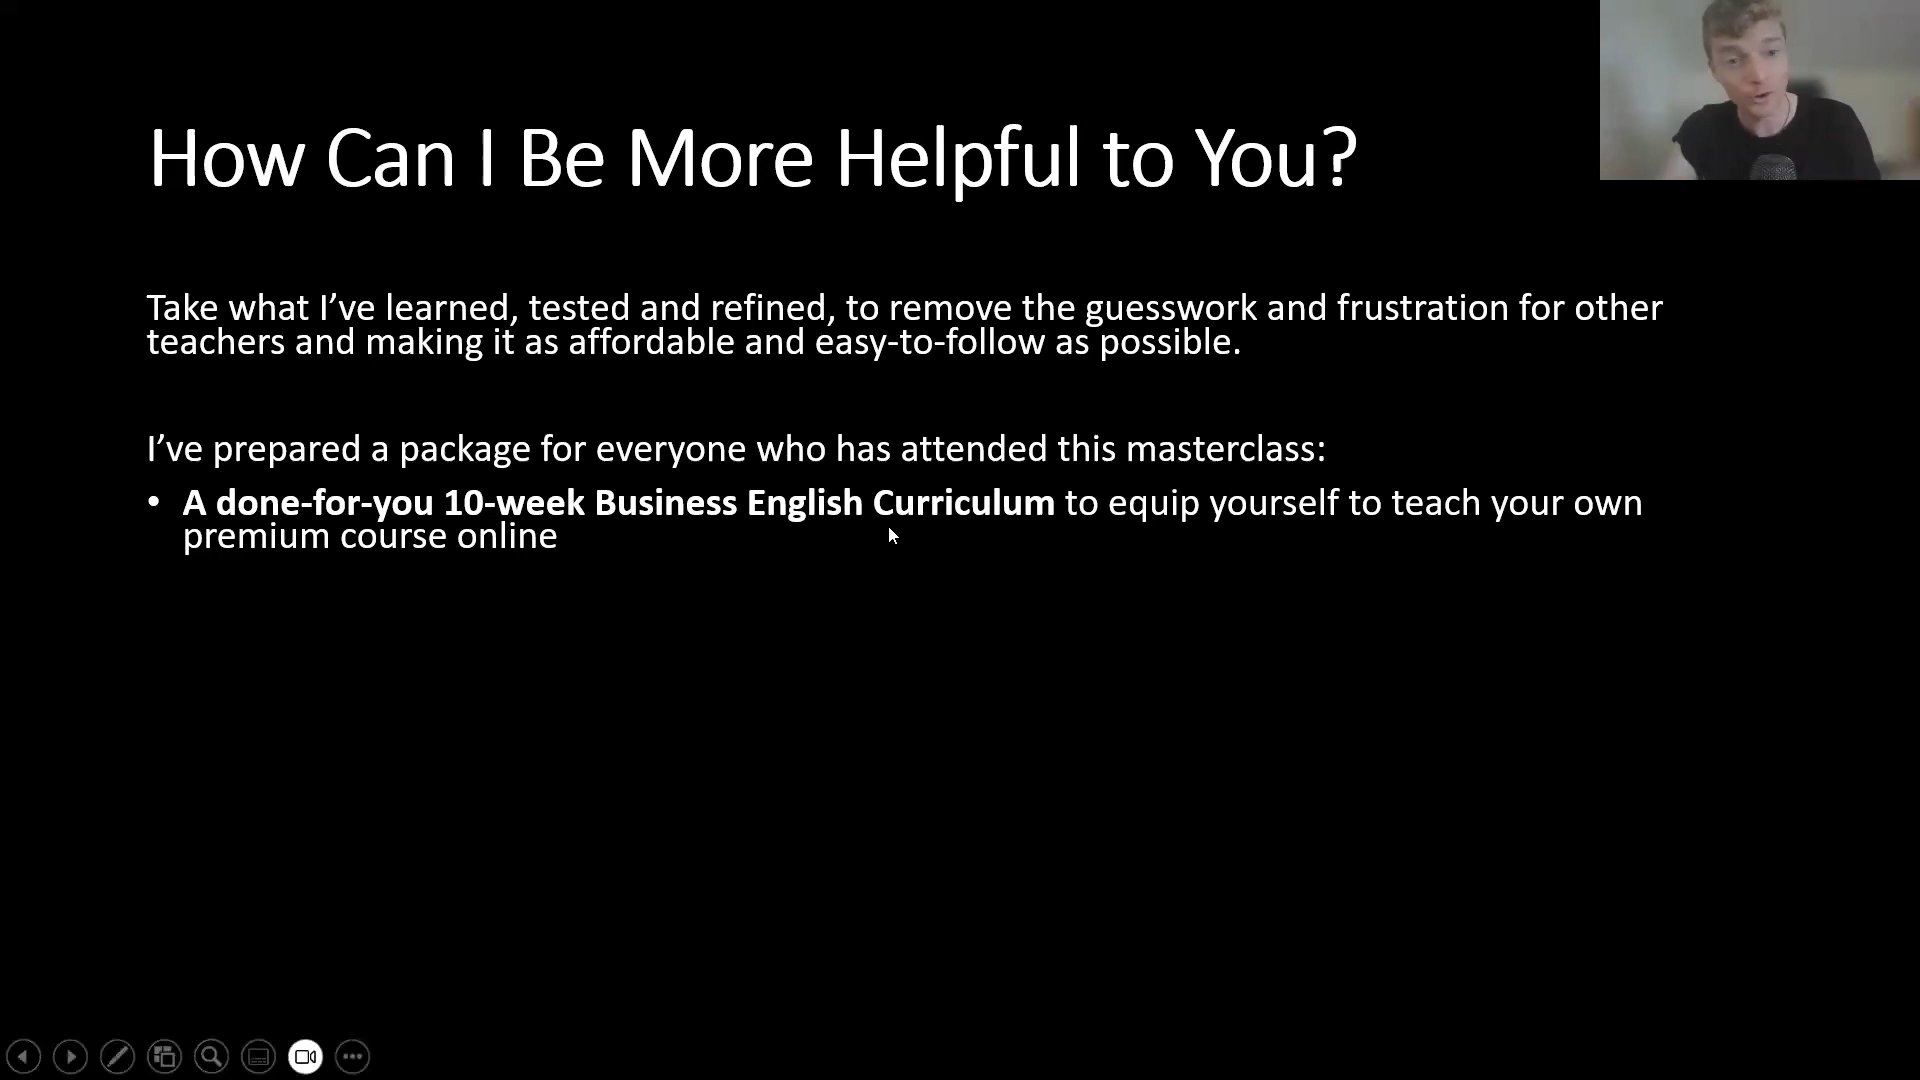 How Can I Be More Helpful to You?
Take what I’ve learned, tested and refined, to remove the guesswork and frustration for other
teachers and making it as affordable and easy-to-follow as possible.
I’ve prepared a package for everyone who has attended this masterclass:
• A done-for-you 10-week Business English Curriculum to equip yourself to teach your own
premium course online